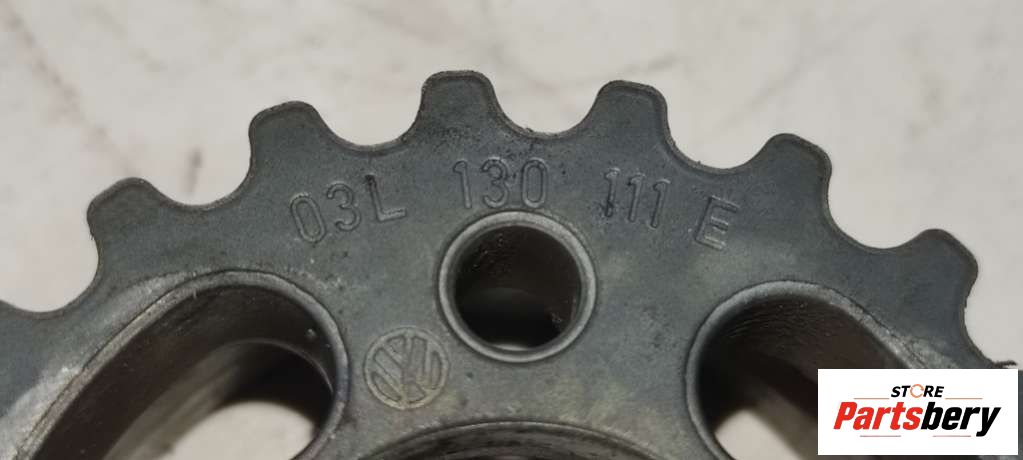 03L 130 111 E
STORE
Partsbery